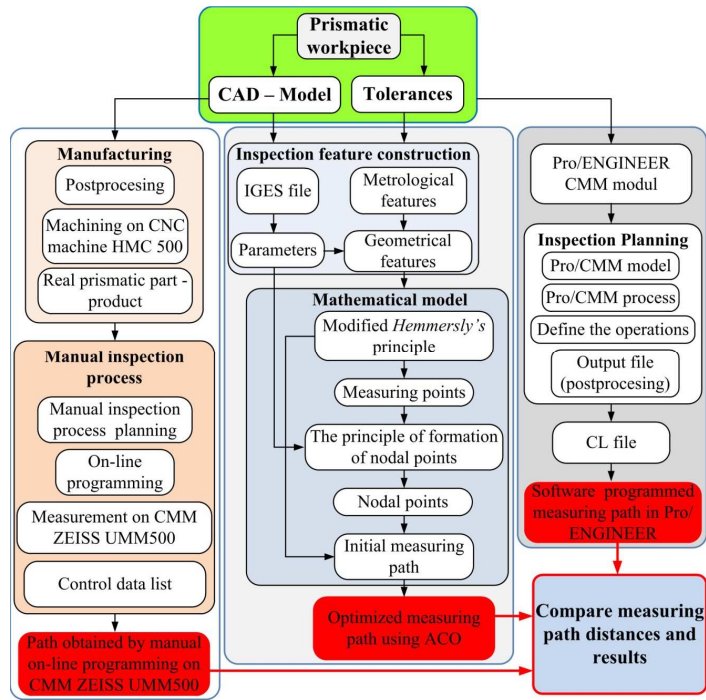 Prismatic
workpiece
CAD – Model
Tolerances
Manufacturing
Postprocesing
Machining on CNC
machine HMC 500
Real prismatic part -
product
Manual inspection
process
Manual inspection
process planning
On-line
programming
Measurement on CMM
ZEISS UMM500
Control data list
Path obtained by manual
on-line programming on
CMM ZEISS UMM500
Inspection feature construction
IGES file
Metrological
features
Parameters
Geometrical
features
Mathematical model
Modified Hemmersly's
principle
Measuring points
The principle of formation
of nodal points
Nodal points
Initial measuring
path
Optimized measuring
path using ACO
Pro/ENGINEER
CMM modul
Inspection Planning
Pro/CMM model
Pro/CMM process
Define the operations
Output file
(postprocesing)
CL file
Software programmed
measuring path in Pro/
ENGINEER
Compare measuring
path distances and
results